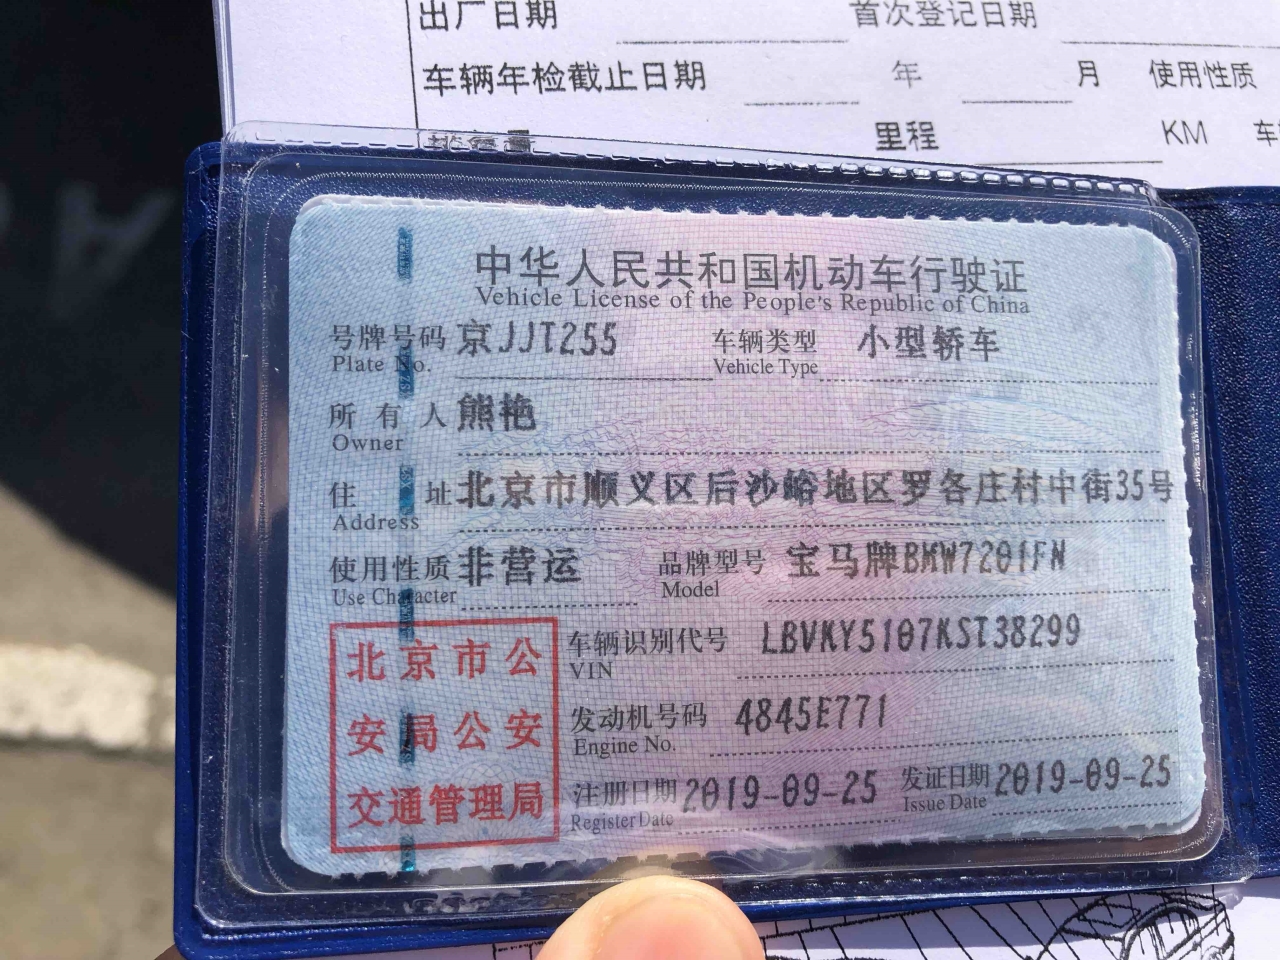 出厂日期 首次登记日期
车辆年检截止日期 年 月 使用性质
里程 KM 车
中华人民共和国机动车行驶证
Vehicle License of the People's Republic of China
号牌号码 京JJT255 车辆类型 小型轿车
Plate No. Vehicle Type
所有人 熊艳
Owner
住址 北京市顺义区后沙峪地区罗各庄村中街35号
Address
使用性质 非营运 品牌型号 宝马牌BMW7201FN
Use Character Model
车辆识别代号 LBVKY5107KST38299
VIN
发动机号码 4845E771
Engine No.
注册日期 2019-09-25 发证日期 2019-09-25
Register Date Issue Date
北京市公
安局公安
交通管理局